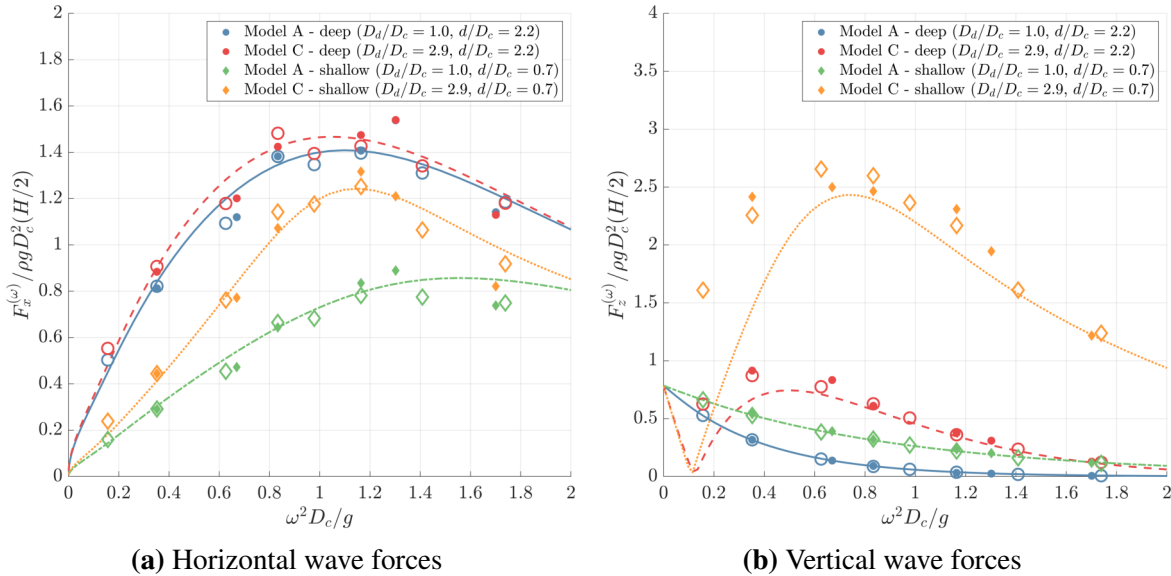 2
1.8
1.6
1.4
1.2
1
0.8
0.6
0.4
0.2
0
0 0.2 0.4 0.6 0.8 1 1.2 1.4 1.6 1.8 2
F_x^{(ω)}/ρgD_c^2(H/2)
ω²D_c/g
Model A - deep (D_d/D_c = 1.0, d/D_c = 2.2)
Model C - deep (D_d/D_c = 2.9, d/D_c = 2.2)
Model A - shallow (D_d/D_c = 1.0, d/D_c = 0.7)
Model C - shallow (D_d/D_c = 2.9, d/D_c = 0.7)
(a) Horizontal wave forces
4
3.5
3
2.5
2
1.5
1
0.5
0
0 0.2 0.4 0.6 0.8 1 1.2 1.4 1.6 1.8 2
F_z^{(ω)}/ρgD_c^2(H/2)
ω²D_c/g
Model A - deep (D_d/D_c = 1.0, d/D_c = 2.2)
Model C - deep (D_d/D_c = 2.9, d/D_c = 2.2)
Model A - shallow (D_d/D_c = 1.0, d/D_c = 0.7)
Model C - shallow (D_d/D_c = 2.9, d/D_c = 0.7)
(b) Vertical wave forces